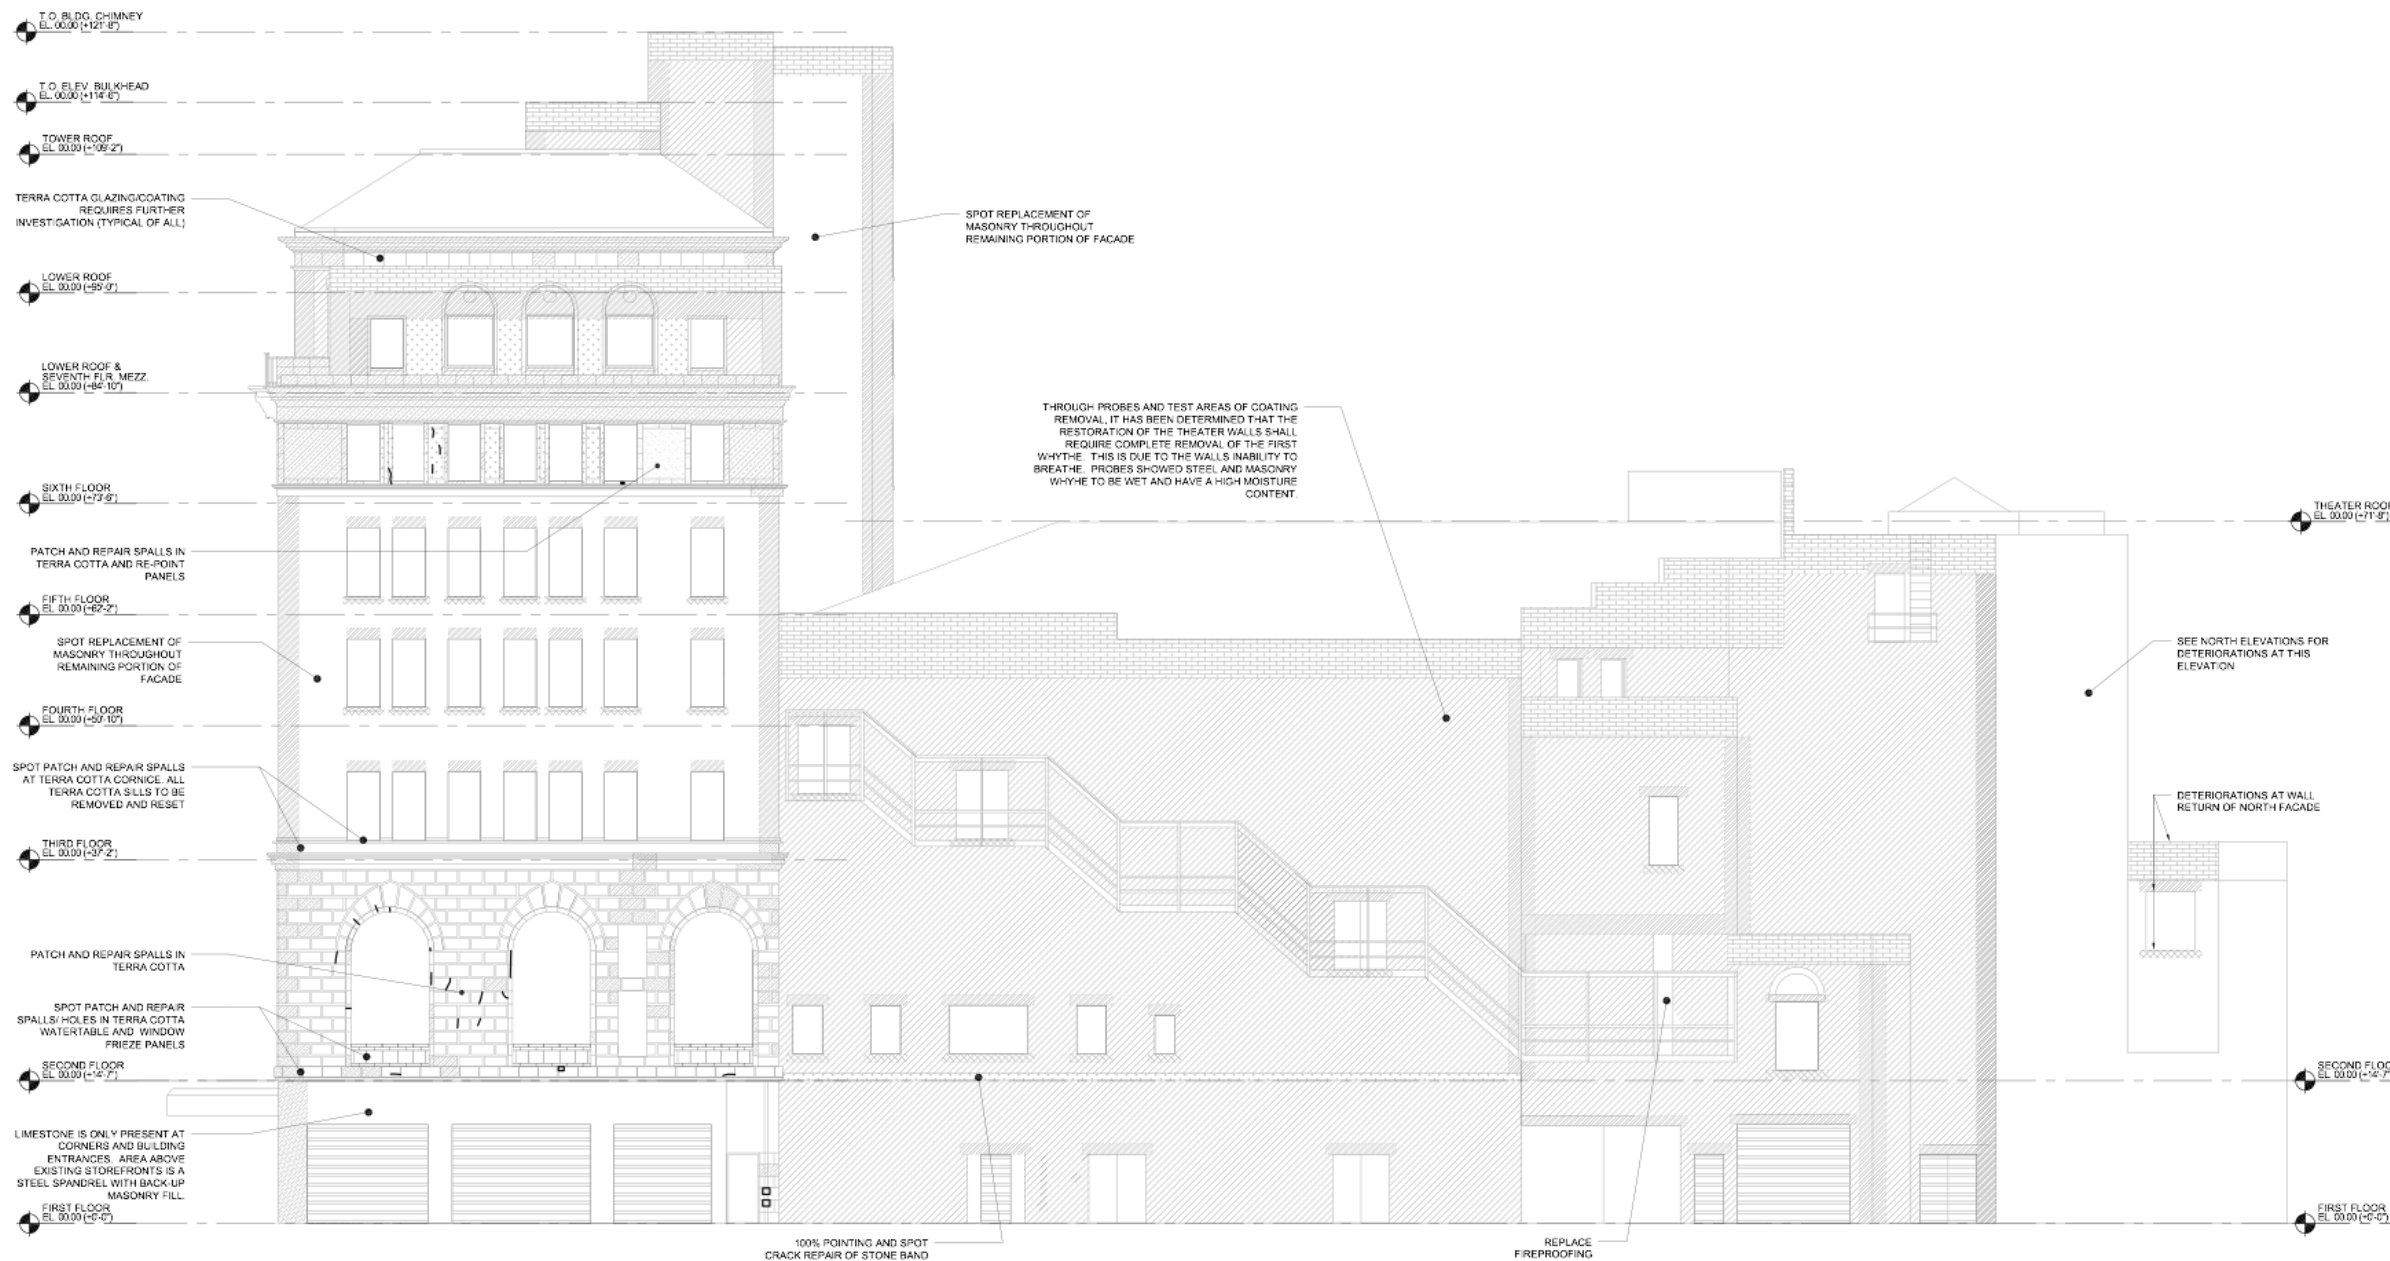 T.O. BLDG. CHIMNEY
EL. 00.00 (+121'-8")
T.O. ELEV. BULKHEAD
EL. 00.00 (+114'-6")
TOWER ROOF
EL. 00.00 (+109'-2")
TERRA COTTA GLAZING/COATING
REQUIRES FURTHER
INVESTIGATION (TYPICAL OF ALL)
SPOT REPLACEMENT OF
MASONRY THROUGHOUT
REMAINING PORTION OF FACADE
LOWER ROOF
EL. 00.00 (+95'-0")
LOWER ROOF &
SEVENTH FLR. MEZZ.
EL. 00.00 (+84'-10")
THROUGH PROBES AND TEST AREAS OF COATING
REMOVAL, IT HAS BEEN DETERMINED THAT THE
RESTORATION OF THE THEATER WALLS SHALL
REQUIRE COMPLETE REMOVAL OF THE FIRST
WHYTHE. THIS IS DUE TO THE WALLS INABILITY TO
BREATHE. PROBES SHOWED STEEL AND MASONRY
WHYHE TO BE WET AND HAVE A HIGH MOISTURE
CONTENT.
SIXTH FLOOR
EL. 00.00 (+73'-6")
THEATER ROOF
EL. 00.00 (+71'-8")
PATCH AND REPAIR SPALLS IN
TERRA COTTA AND RE-POINT
PANELS
FIFTH FLOOR
EL. 00.00 (+62'-2")
SPOT REPLACEMENT OF
MASONRY THROUGHOUT
REMAINING PORTION OF
FACADE
SEE NORTH ELEVATIONS FOR
DETERIORATIONS AT THIS
ELEVATION
FOURTH FLOOR
EL. 00.00 (+50'-10")
SPOT PATCH AND REPAIR SPALLS
AT TERRA COTTA CORNICE. ALL
TERRA COTTA SILLS TO BE
REMOVED AND RESET
DETERIORATIONS AT WALL
RETURN OF NORTH FACADE
THIRD FLOOR
EL. 00.00 (+37'-2")
PATCH AND REPAIR SPALLS IN
TERRA COTTA
SPOT PATCH AND REPAIR
SPALLS/ HOLES IN TERRA COTTA
WATERTABLE AND WINDOW
FRIEZE PANELS
SECOND FLOOR
EL. 00.00 (+14'-7")
SECOND FLOO
EL. 00.00 (+14'-7"
LIMESTONE IS ONLY PRESENT AT
CORNERS AND BUILDING
ENTRANCES. AREA ABOVE
EXISTING STOREFRONTS IS A
STEEL SPANDREL WITH BACK-UP
MASONRY FILL.
FIRST FLOOR
EL. 00.00 (+0'-0")
FIRST FLOOR
EL. 00.00 (+0'-0")
100% POINTING AND SPOT
CRACK REPAIR OF STONE BAND
REPLACE
FIREPROOFING